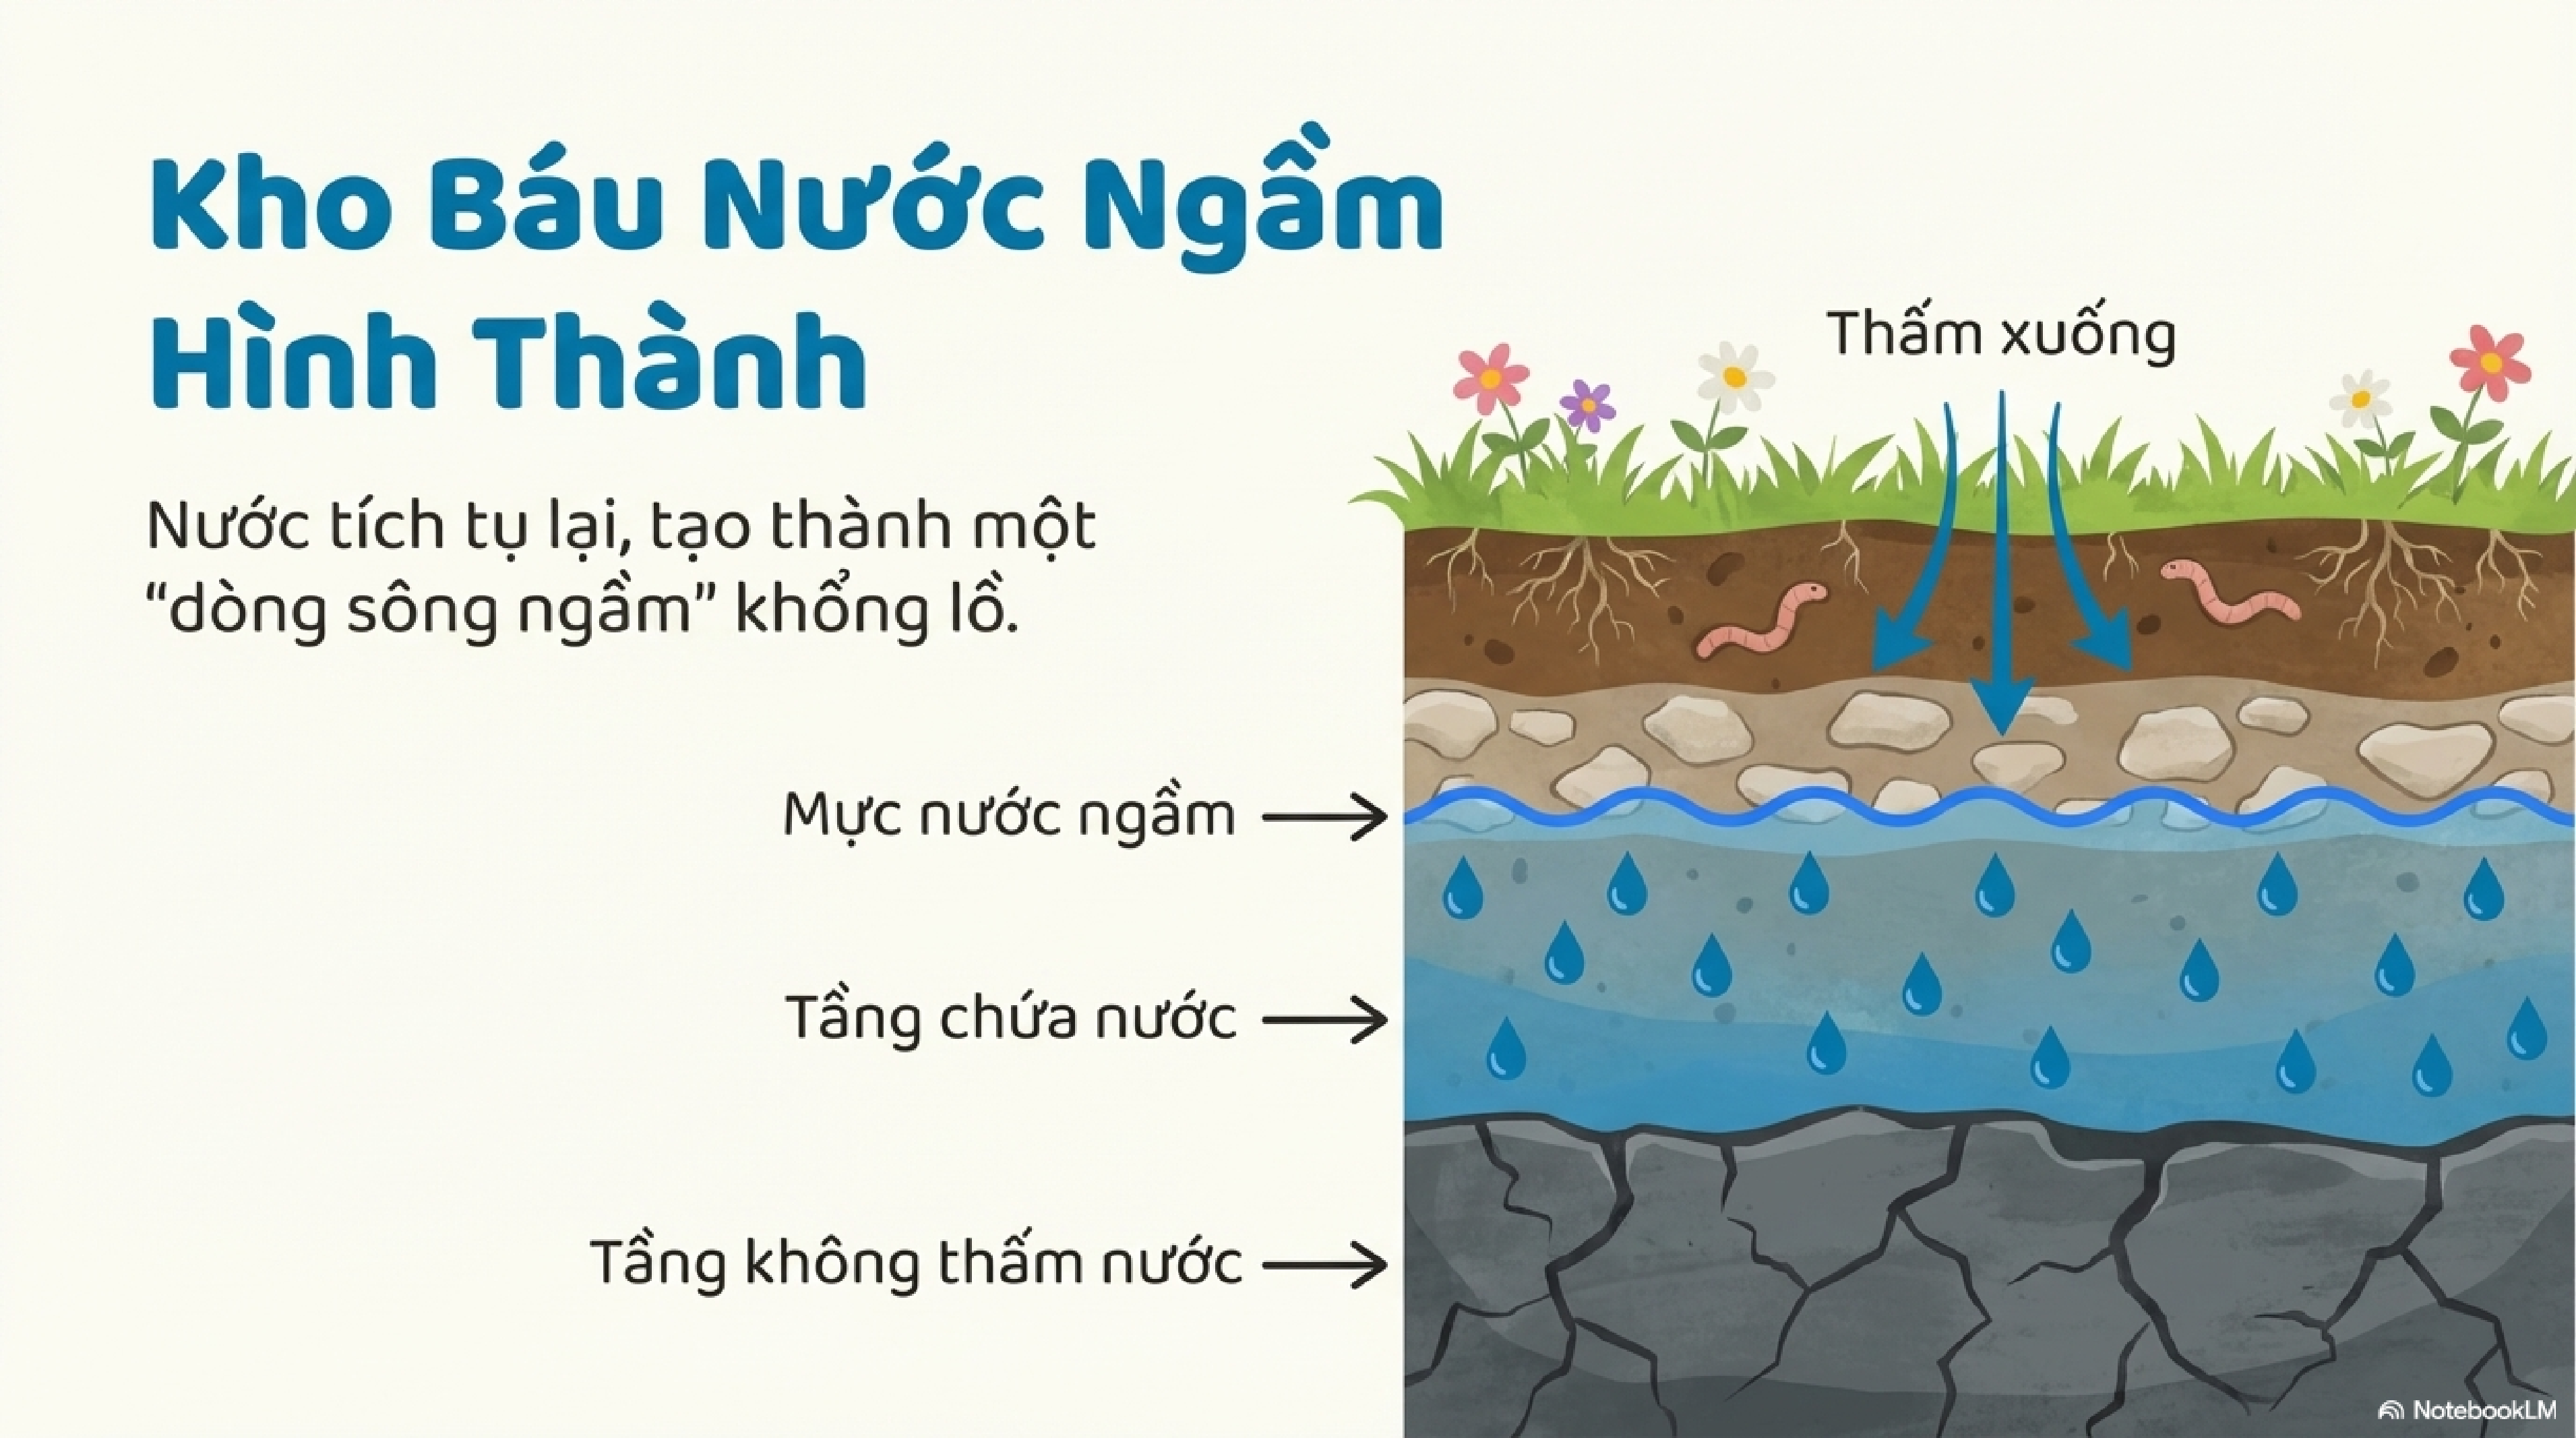 Kho Báu Nước Ngầm
Hình Thành
Nước tích tụ lại, tạo thành một
“dòng sông ngầm” khổng lồ.
Thấm xuống
Mực nước ngầm
Tầng chứa nước
Tầng không thấm nước
NotebookLM